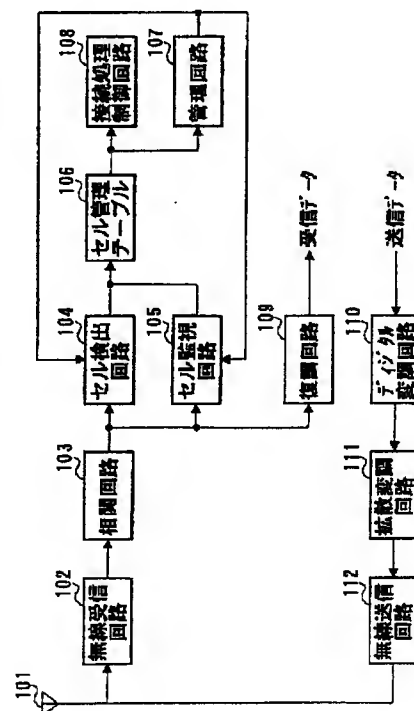 101
102
無線受信
回路
103
相関回路
104
セル検出
回路
105
セル監視
回路
106
セル管理
テーブル
108
接続処理
制御回路
107
管理回路
109
復調回路
受信データ
110
ディジタル
変調回路
送信データ
111
拡散変調
回路
112
無線送信
回路